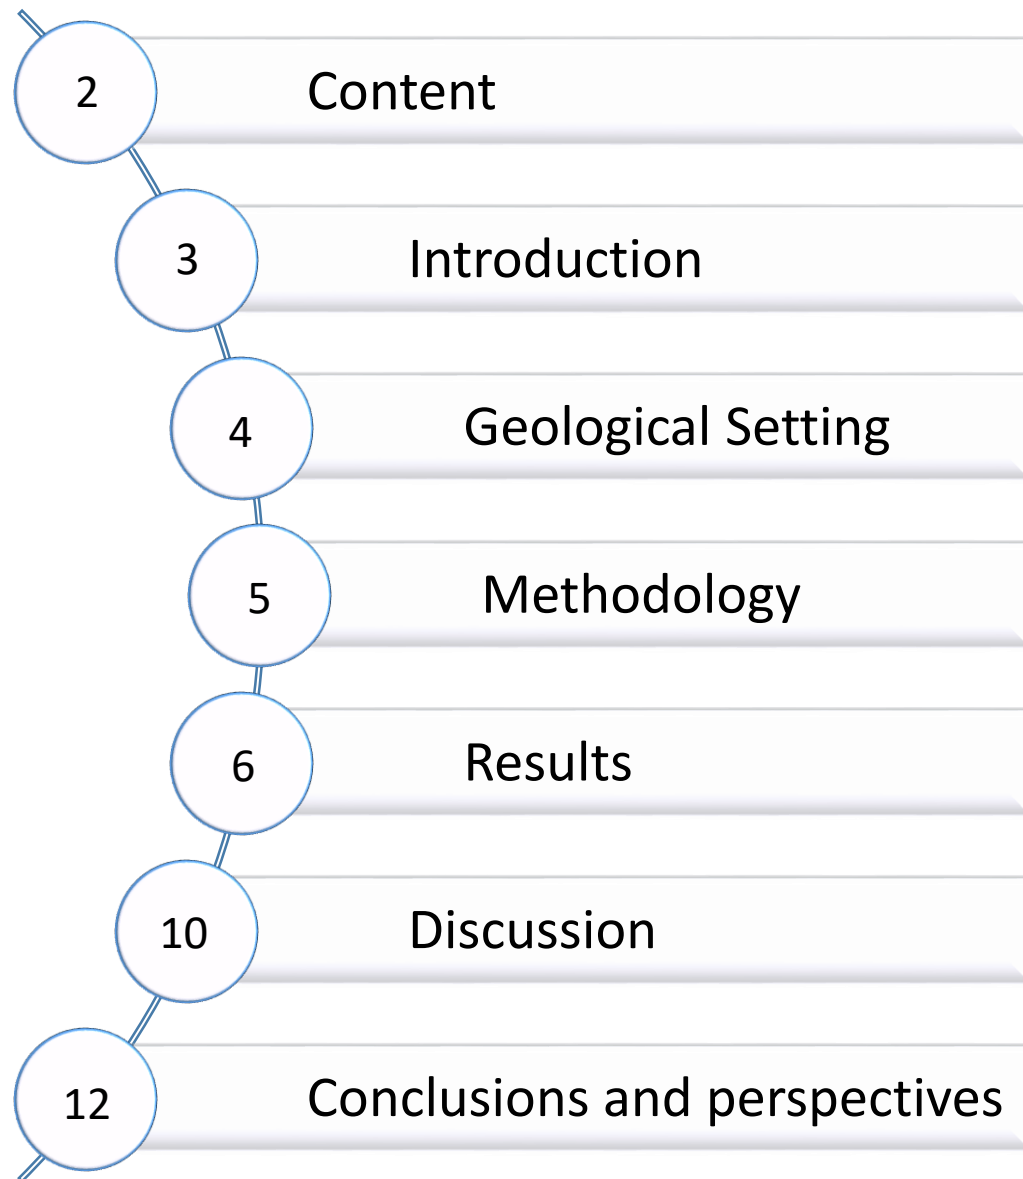 2 Content
3 Introduction
4 Geological Setting
5 Methodology
6 Results
10 Discussion
12 Conclusions and perspectives